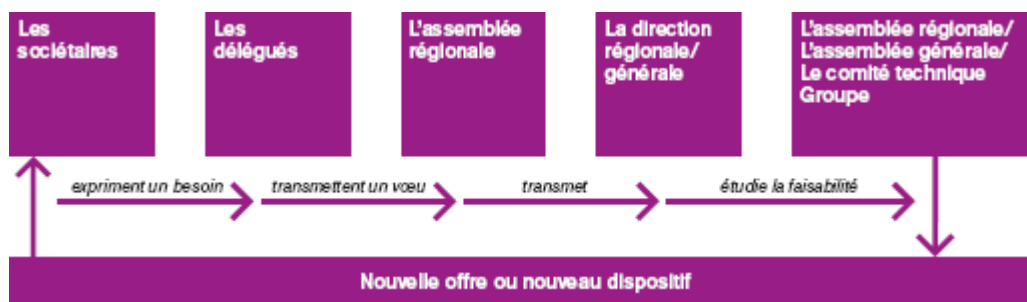 Les
sociétaires
Les
délégués
L'assemblée
régionale
La direction
régionale/
générale
L'assemblée régionale/
L'assemblée générale/
Le comité technique
Groupe
expriment un besoin
transmettent un vœu
transmet
étudie la faisabilité
Nouvelle offre ou nouveau dispositif